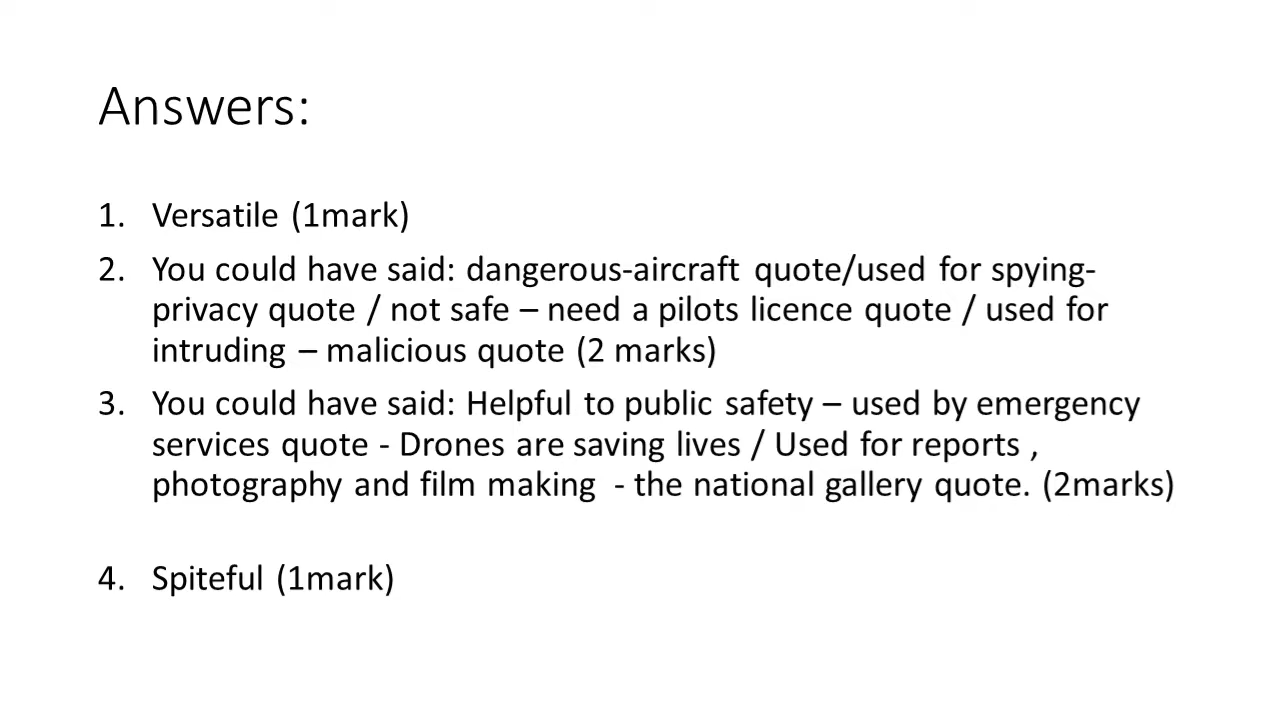 Answers:
1. Versatile (1mark)
2. You could have said: dangerous-aircraft quote/used for spying-
privacy quote / not safe – need a pilots licence quote / used for
intruding – malicious quote (2 marks)
3. You could have said: Helpful to public safety – used by emergency
services quote - Drones are saving lives / Used for reports ,
photography and film making - the national gallery quote. (2marks)
4. Spiteful (1mark)